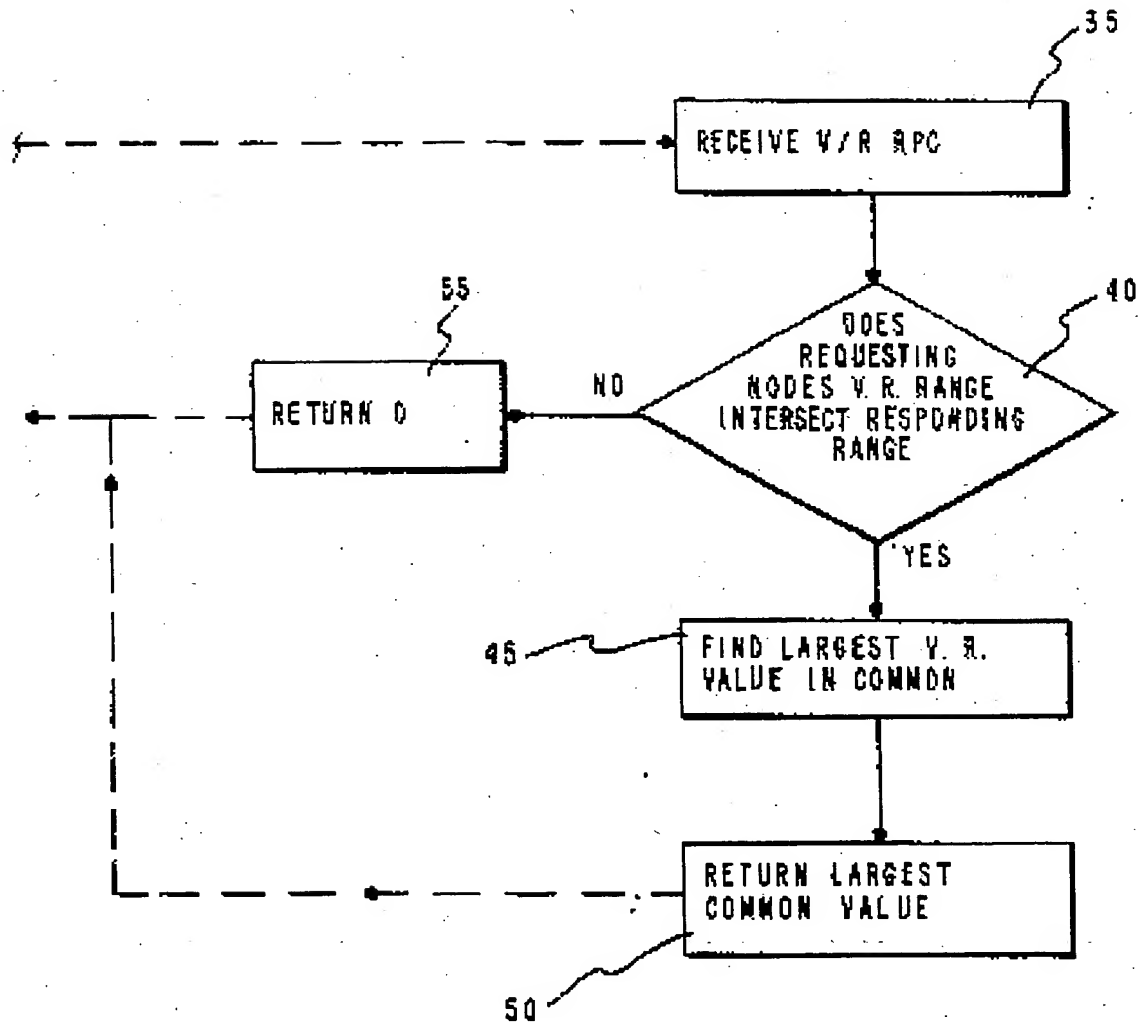 35
RECEIVE V/R RPC
40
DOES
REQUESTING
NODES V. R. RANGE
INTERSECT RESPONDING
RANGE
NO
55
RETURN 0
YES
45
FIND LARGEST V. R.
VALUE IN COMMON
RETURN LARGEST
COMMON VALUE
50